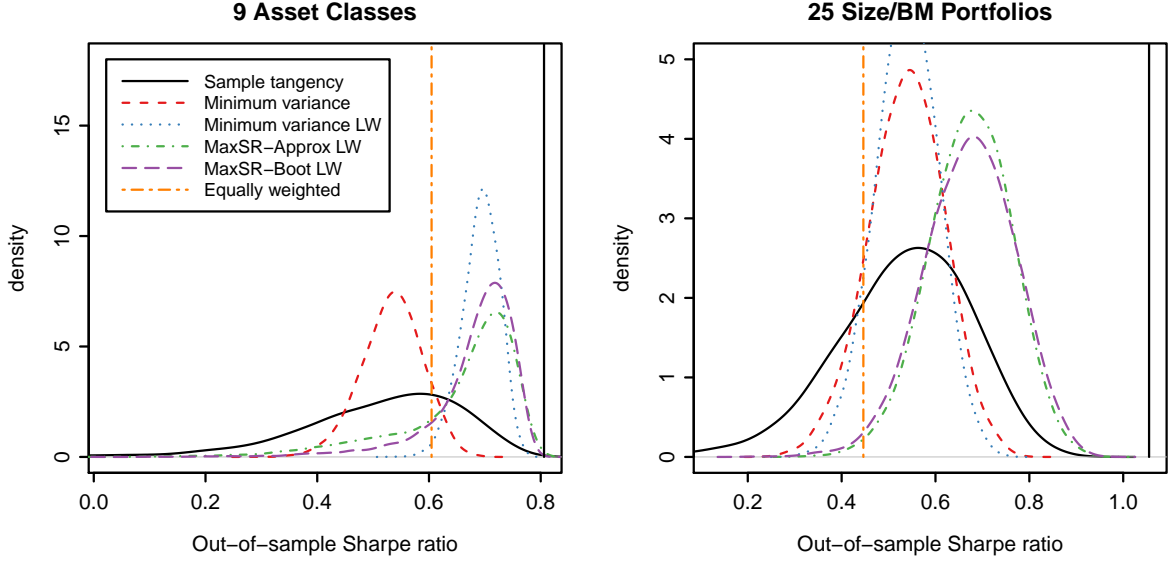 9 Asset Classes
density
0
5
10
15
Sample tangency
Minimum variance
Minimum variance LW
MaxSR−Approx LW
MaxSR−Boot LW
Equally weighted
0.0 0.2 0.4 0.6 0.8
Out−of−sample Sharpe ratio
25 Size/BM Portfolios
density
0
1
2
3
4
5
0.2 0.4 0.6 0.8 1.0
Out−of−sample Sharpe ratio